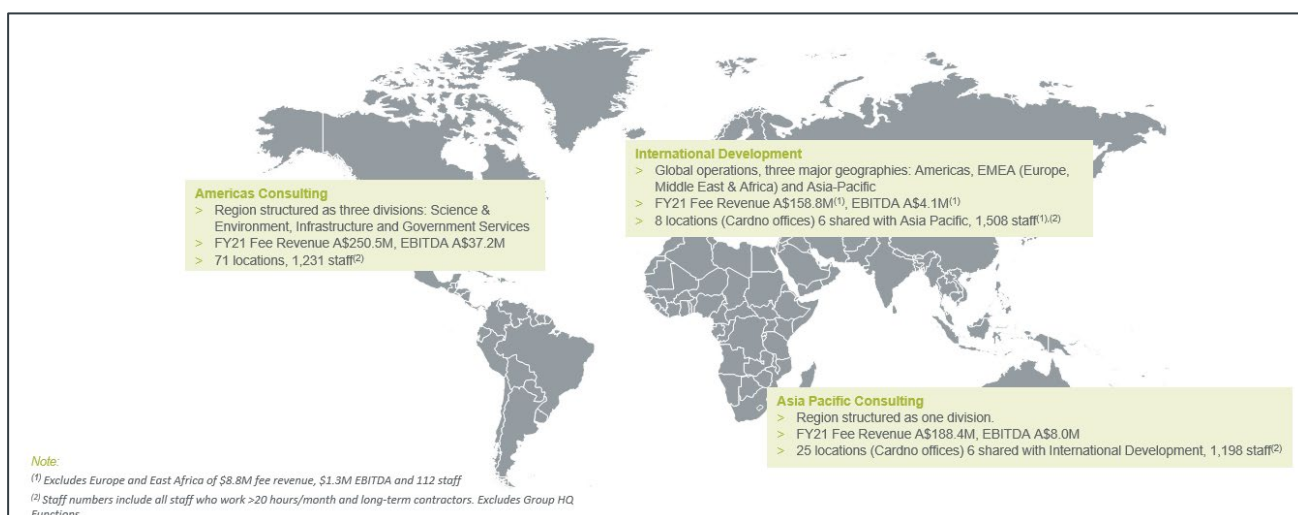 International Development
> Global operations, three major geographies: Americas, EMEA (Europe,
Middle East & Africa) and Asia-Pacific
> FY21 Fee Revenue A$158.8M(1), EBITDA A$4.1M(1)
> 8 locations (Cardno offices) 6 shared with Asia Pacific, 1,508 staff(1),(2)
Americas Consulting
> Region structured as three divisions: Science &
Environment, Infrastructure and Government Services
> FY21 Fee Revenue A$250.5M, EBITDA A$37.2M
> 71 locations, 1,231 staff(2)
Asia Pacific Consulting
> Region structured as one division.
> FY21 Fee Revenue A$188.4M, EBITDA A$8.0M
> 25 locations (Cardno offices) 6 shared with International Development, 1,198 staff(2)
Note:
(1) Excludes Europe and East Africa of $8.8M fee revenue, $1.3M EBITDA and 112 staff
(2) Staff numbers include all staff who work >20 hours/month and long-term contractors. Excludes Group HQ
Functions